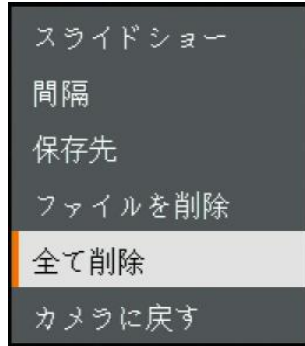 スライドショー
間隔
保存先
ファイルを削除
全て削除
カメラに戻す